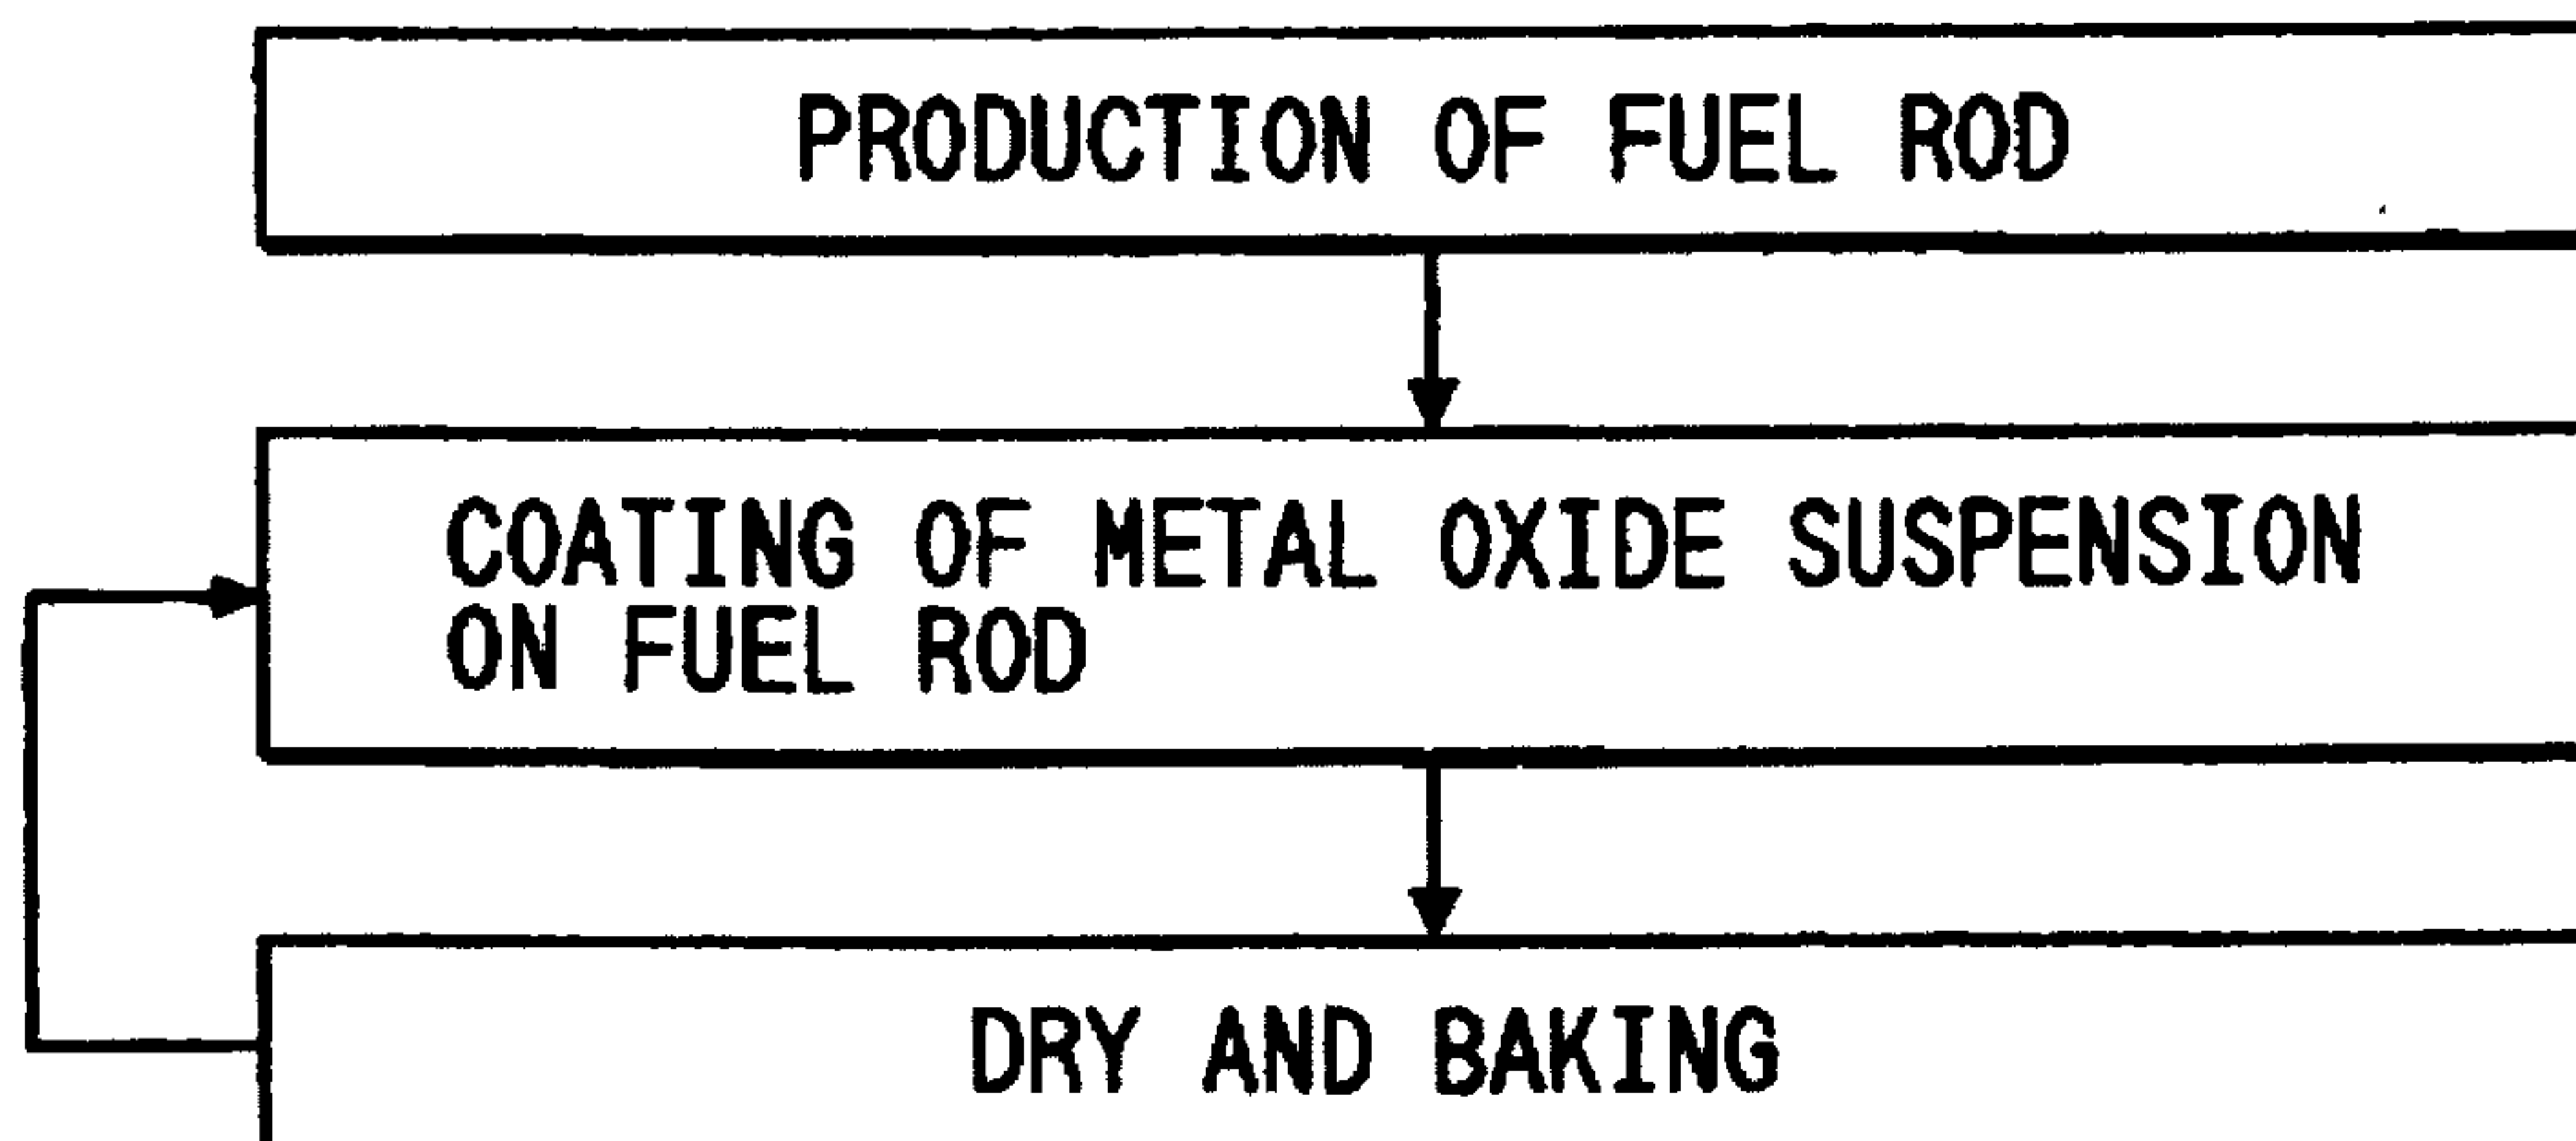 PRODUCTION OF FUEL ROD
COATING OF METAL OXIDE SUSPENSION
ON FUEL ROD
DRY AND BAKING